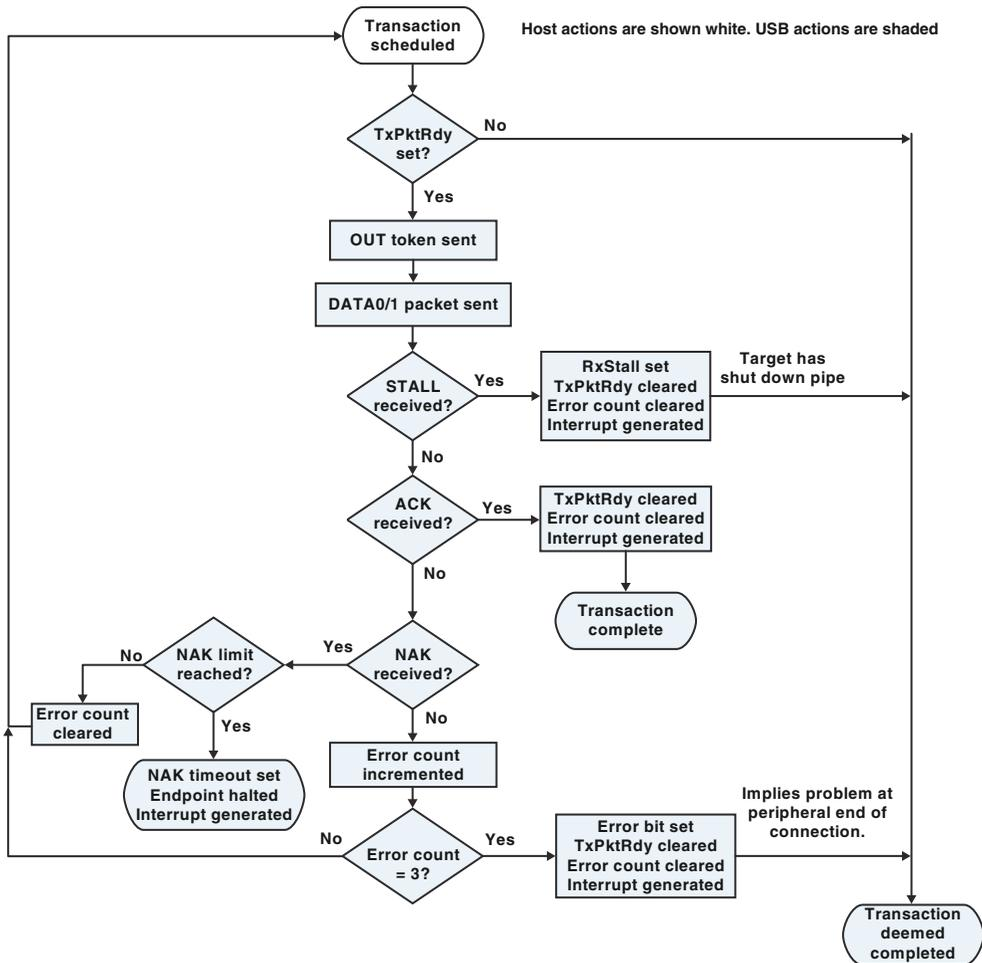 Transaction
scheduled
Host actions are shown white. USB actions are shaded
TxPktRdy
set?
No
Yes
OUT token sent
DATA0/1 packet sent
STALL
received?
Yes
RxStall set
TxPktRdy cleared
Error count cleared
Interrupt generated
Target has
shut down pipe
No
ACK
received?
Yes
TxPktRdy cleared
Error count cleared
Interrupt generated
No
Transaction
complete
NAK
received?
Yes
NAK limit
reached?
No
Error count
cleared
Yes
NAK timeout set
Endpoint halted
Interrupt generated
No
Error count
incremented
Error count
= 3?
No
Yes
Error bit set
TxPktRdy cleared
Error count cleared
Interrupt generated
Implies problem at
peripheral end of
connection.
Transaction
deemed
completed